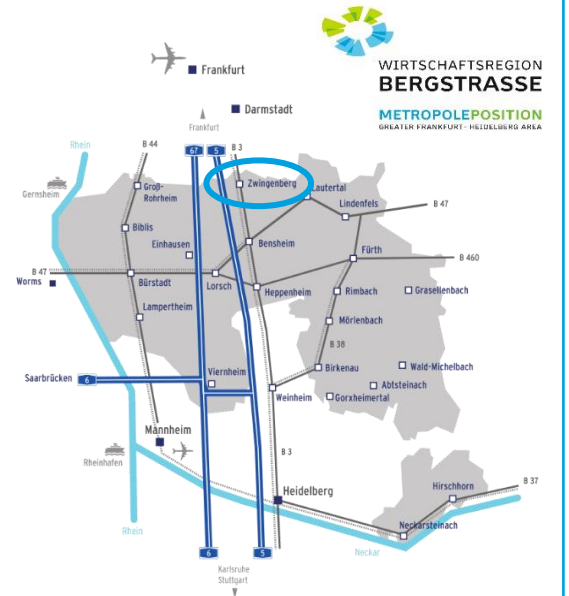 WIRTSCHAFTSREGION
BERGSTRASSE
METROPOLEPOSITION
GREATER FRANKFURT - HEIDELBERG AREA
Frankfurt
Darmstadt
Frankfurt
Rhein
B 44
67
5
B 3
Gernsheim
Groß-
Rohrheim
Zwingenberg
Lautertal
Lindenfels
B 47
Biblis
Einhausen
Bensheim
Fürth
B 460
B 47
Worms
Bürstadt
Lorsch
Heppenheim
Rimbach
Grasellenbach
Lampertheim
Mörlenbach
B 38
Saarbrücken
6
Viernheim
Birkenau
Wald-Michelbach
Abtsteinach
Weinheim
Gorxheimertal
Mannheim
B 3
Rheinhafen
Heidelberg
Hirschhorn
B 37
Rhein
Neckarsteinach
6
5
Neckar
Karlsruhe
Stuttgart